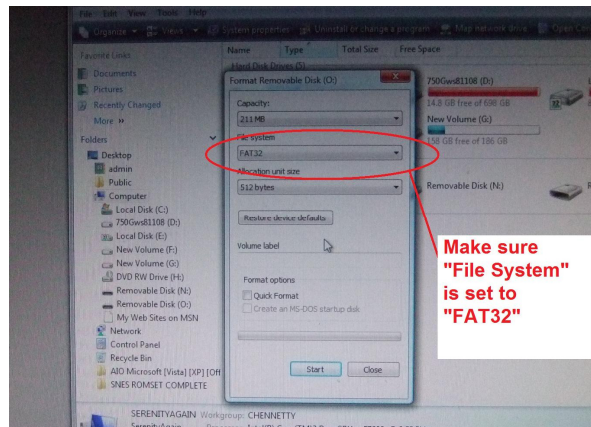 File Edit View Tools Help
Organize Views System properties Uninstall or change a program Map network drive Open Con
Favorite Links
Name Type Total Size Free Space
Hard Disk Drives (5)
Documents
Pictures
Recently Changed
More »
Folders
Desktop
admin
Public
Computer
Local Disk (C:)
750Gws81108 (D:)
Local Disk (E:)
New Volume (F:)
New Volume (G:)
DVD RW Drive (H:)
Removable Disk (N:)
Removable Disk (O:)
My Web Sites on MSN
Network
Control Panel
Recycle Bin
AIO Microsoft [Vista] [XP] [Off
SNES ROMSET COMPLETE
Format Removable Disk (O:)
Capacity:
211 MB
File system
FAT32
Allocation unit size
512 bytes
Restore device defaults
Volume label
Format options
Quick Format
Create an MS-DOS startup disk
Start Close
750Gws81108 (D:)
14.8 GB free of 698 GB
New Volume (G:)
158 GB free of 186 GB
Removable Disk (N:)
Make sure
"File System"
is set to
"FAT32"
SERENITYAGAIN Workgroup: CHENNETTY